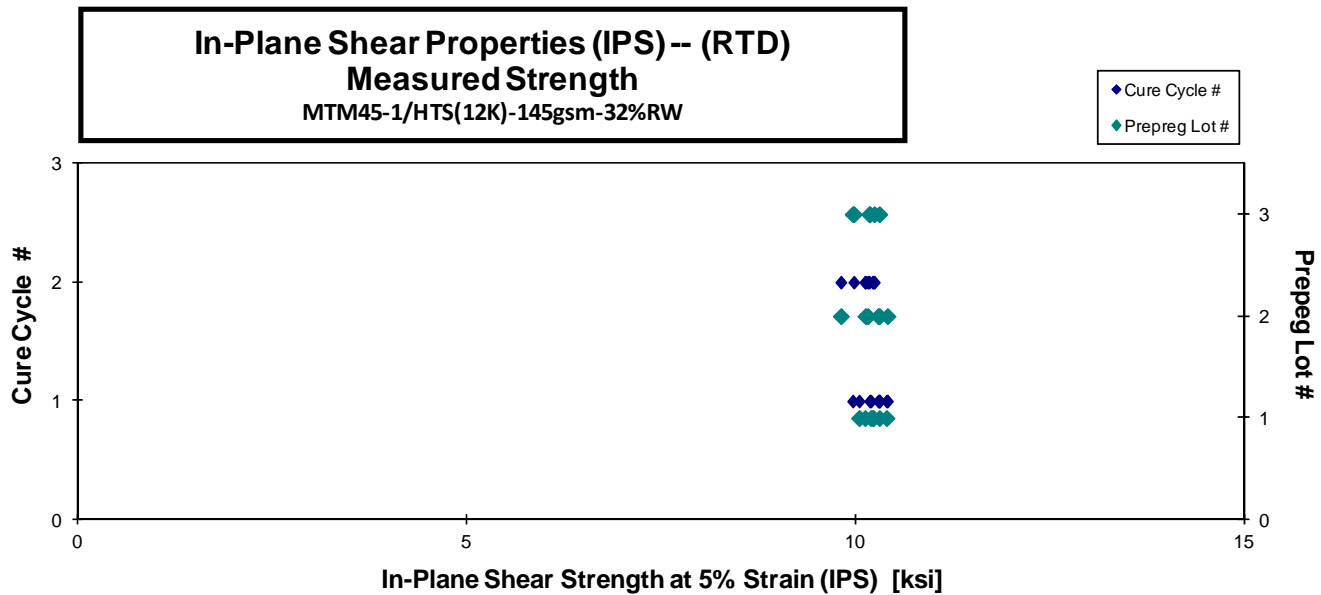 In-Plane Shear Properties (IPS) -- (RTD)
Measured Strength
MTM45-1/HTS(12K)-145gsm-32%RW
Cure Cycle #
Prepreg Lot #
3
2
1
0
Cure Cycle #
3
2
1
0
Prepeg Lot #
0
5
10
15
In-Plane Shear Strength at 5% Strain (IPS) [ksi]